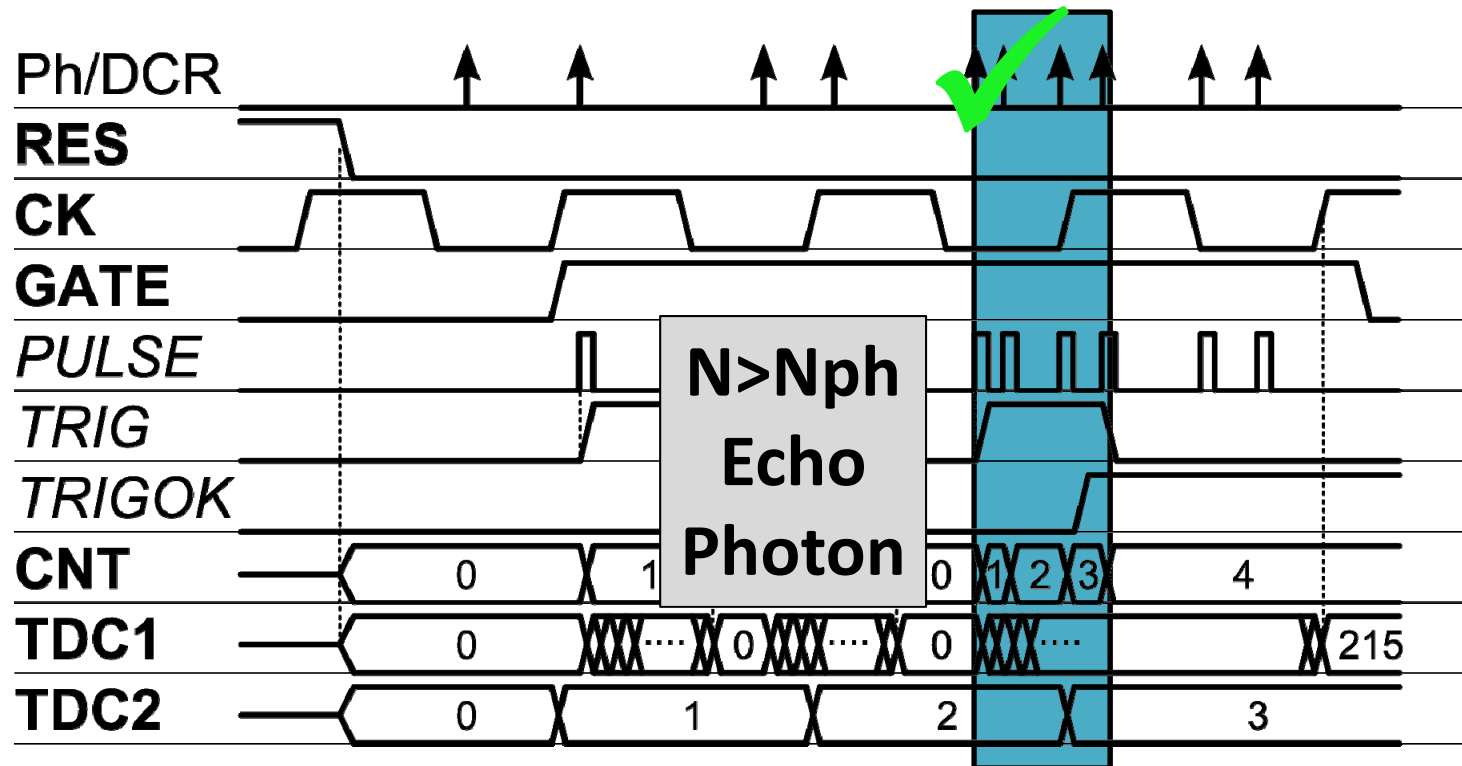 Ph/DCR
RES
CK
GATE
PULSE
N>Nph
TRIG
Echo
TRIGOK
Photon
CNT 0 1 0 1 2 3 4
TDC1 0 ···· 0 ···· 0 ···· 215
TDC2 0 1 2 3